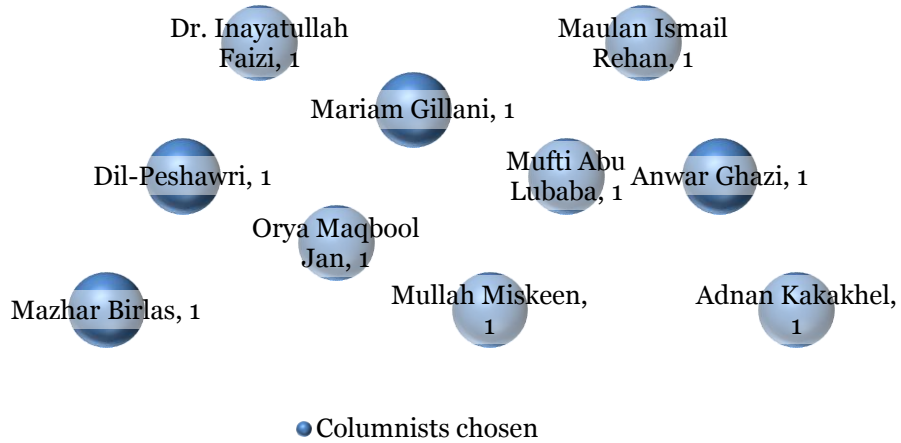 Dr. Inayatullah
Faizi, 1
Maulan Ismail
Rehan, 1
Mariam Gillani, 1
Dil-Peshawri, 1
Mufti Abu
Lubaba, 1
Anwar Ghazi, 1
Orya Maqbool
Jan, 1
Mazhar Birlas, 1
Mullah Miskeen,
1
Adnan Kakakhel,
1
Columnists chosen